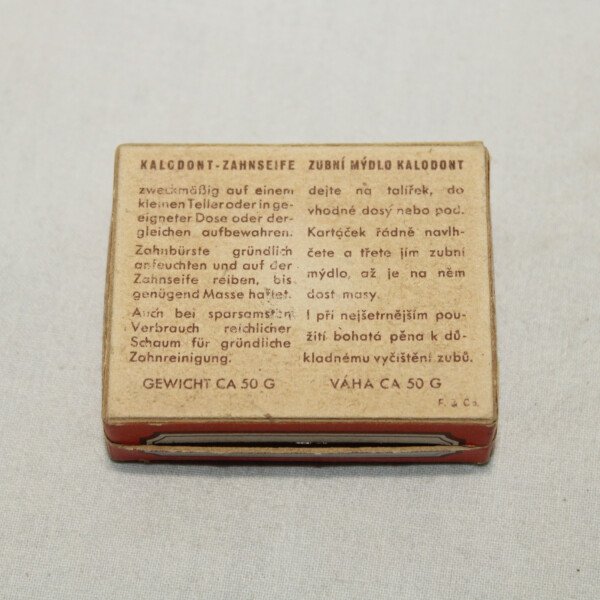 KALODONT-ZAHNSEIFE
zweckmäßig auf einem
kleinen Teller oder in ge-
eigneter Dose oder der-
gleichen aufbewahren.
Zahnbürste gründlich
anfeuchten und auf der
Zahnseife reiben, bis
genügend Masse haftet.
Auch bei sparsamsten
Verbrauch reichlicher
Schaum für gründliche
Zahnreinigung.
GEWICHT CA 50 G
ZUBNÍ MÝDLO KALODONT
dejte na talířek, do
vhodné dosý nebo pod.
Kartáček řádně navlh-
čete a třete jím zubní
mýdlo, až je na něm
dost masy.
I při nejšetrnějším pou-
žití bohatá pěna k dů-
kladnému vyčištění zubů.
VÁHA CA 50 G
F. & Co.